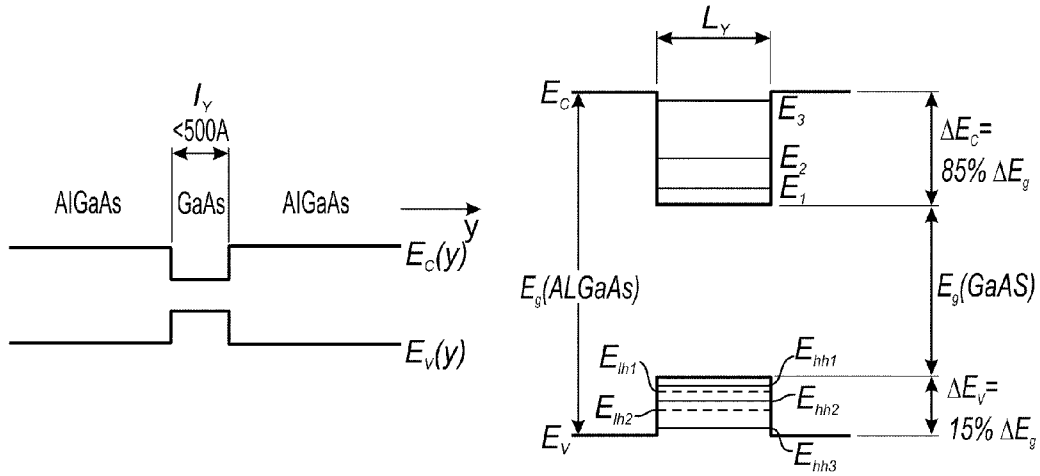 l_Y
<500A
AlGaAs
GaAs
AlGaAs
y
E_C(y)
E_V(y)
L_Y
E_C
E_3
ΔE_c=
85% ΔE_g
E_2
E_1
E_g(ALGaAs)
E_g(GaAS)
E_lh1
E_hh1
E_lh2
E_hh2
ΔE_v=
15% ΔE_g
E_V
E_hh3